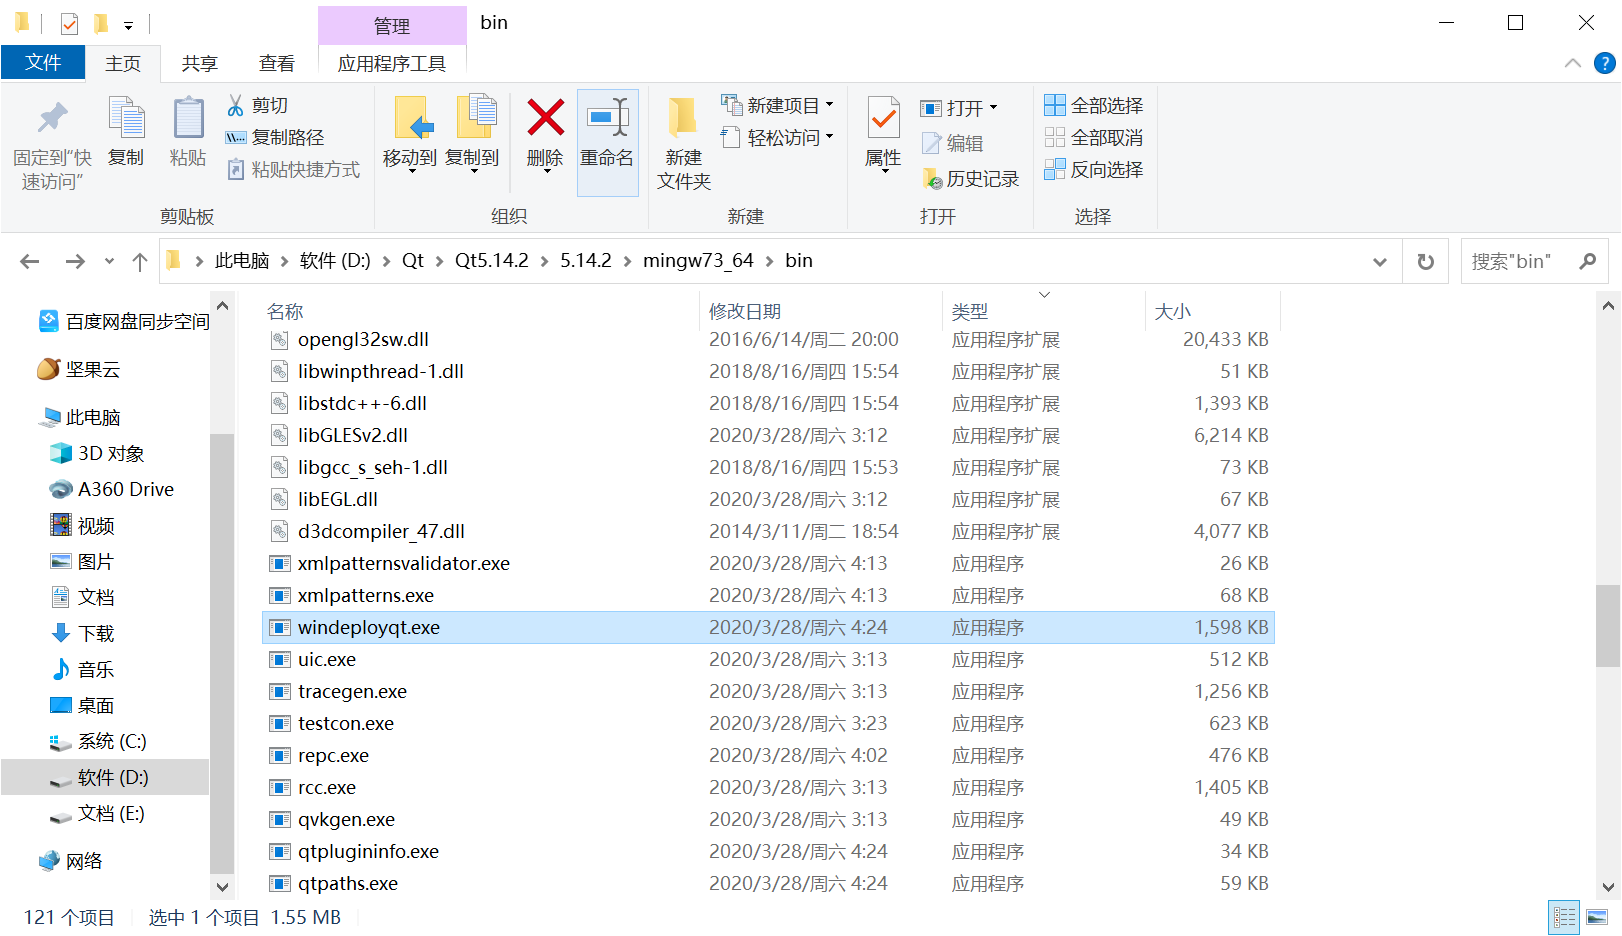 管理
bin
文件
主页
共享
查看
应用程序工具
固定到"快
速访问"
复制
粘贴
剪切
复制路径
粘贴快捷方式
剪贴板
移动到
复制到
删除
重命名
组织
新建
文件夹
新建项目
轻松访问
新建
属性
打开
编辑
历史记录
打开
全部选择
全部取消
反向选择
选择
此电脑 软件 (D:) Qt Qt5.14.2 5.14.2 mingw73_64 bin
搜索"bin"
百度网盘同步空间
坚果云
此电脑
3D 对象
A360 Drive
视频
图片
文档
下载
音乐
桌面
系统 (C:)
软件 (D:)
文档 (E:)
网络
名称 修改日期 类型 大小
opengl32sw.dll 2016/6/14/周二 20:00 应用程序扩展 20,433 KB
libwinpthread-1.dll 2018/8/16/周四 15:54 应用程序扩展 51 KB
libstdc++-6.dll 2018/8/16/周四 15:54 应用程序扩展 1,393 KB
libGLESv2.dll 2020/3/28/周六 3:12 应用程序扩展 6,214 KB
libgcc_s_seh-1.dll 2018/8/16/周四 15:53 应用程序扩展 73 KB
libEGL.dll 2020/3/28/周六 3:12 应用程序扩展 67 KB
d3dcompiler_47.dll 2014/3/11/周二 18:54 应用程序扩展 4,077 KB
xmlpatternsvalidator.exe 2020/3/28/周六 4:13 应用程序 26 KB
xmlpatterns.exe 2020/3/28/周六 4:13 应用程序 68 KB
windeployqt.exe 2020/3/28/周六 4:24 应用程序 1,598 KB
uic.exe 2020/3/28/周六 3:13 应用程序 512 KB
tracegen.exe 2020/3/28/周六 3:13 应用程序 1,256 KB
testcon.exe 2020/3/28/周六 3:23 应用程序 623 KB
repc.exe 2020/3/28/周六 4:02 应用程序 476 KB
rcc.exe 2020/3/28/周六 3:13 应用程序 1,405 KB
qvkgen.exe 2020/3/28/周六 3:13 应用程序 49 KB
qtplugininfo.exe 2020/3/28/周六 4:24 应用程序 34 KB
qtpaths.exe 2020/3/28/周六 4:24 应用程序 59 KB
121 个项目 选中 1 个项目 1.55 MB